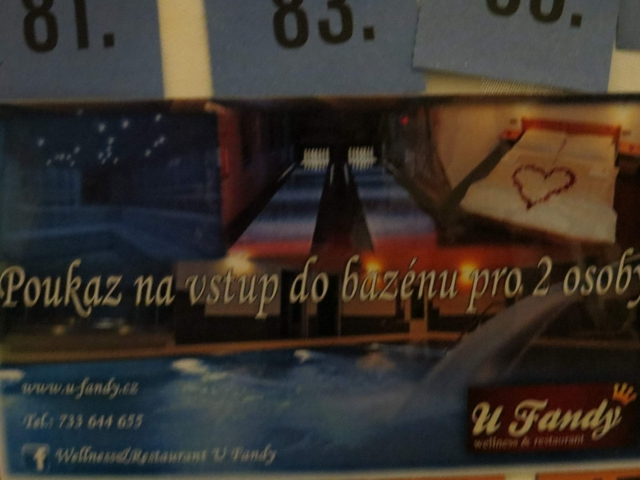 81.
83.
Poukaz na vstup do bazénu pro 2 osoby
www.u-fandy.cz
Tel.: 733 644 655
Wellness&Restaurant U Fandy
U Fandy
wellness & restaurant